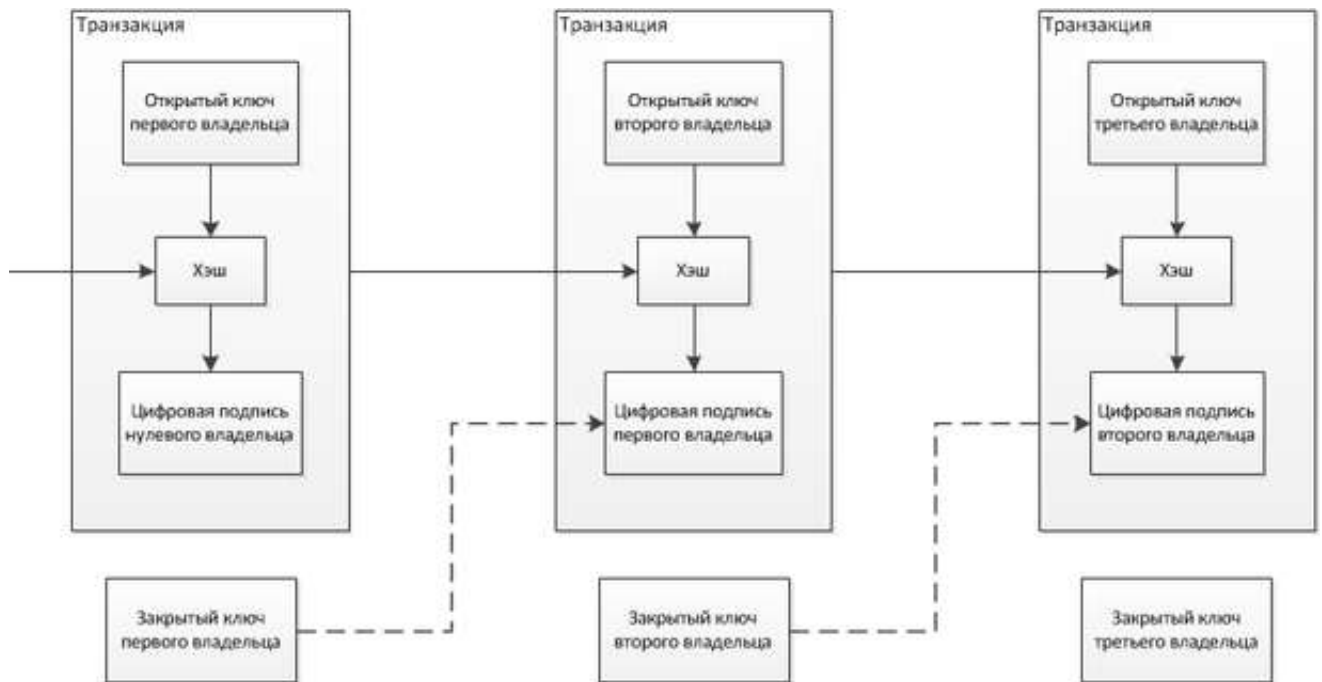 Транзакция
Открытый ключ
первого владельца
Хэш
Цифровая подпись
нулевого владельца
Закрытый ключ
первого владельца
Транзакция
Открытый ключ
второго владельца
Хэш
Цифровая подпись
первого владельца
Закрытый ключ
второго владельца
Транзакция
Открытый ключ
третьего владельца
Хэш
Цифровая подпись
второго владельца
Закрытый ключ
третьего владельца